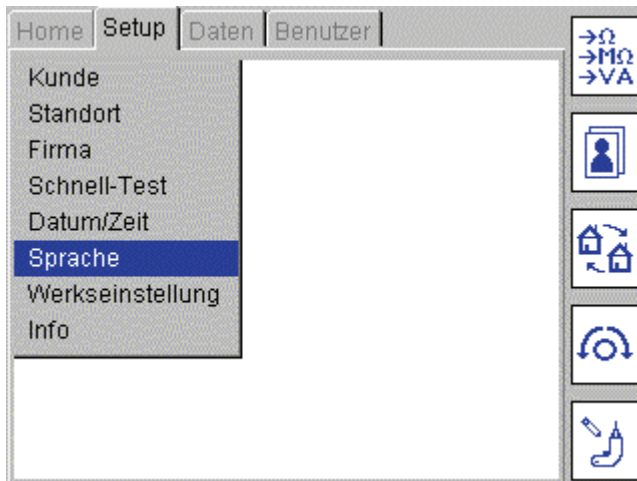 Home Setup Daten Benutzer
Kunde
Standort
Firma
Schnell-Test
Datum/Zeit
Sprache
Werkseinstellung
Info
→Ω
→MΩ
→VA